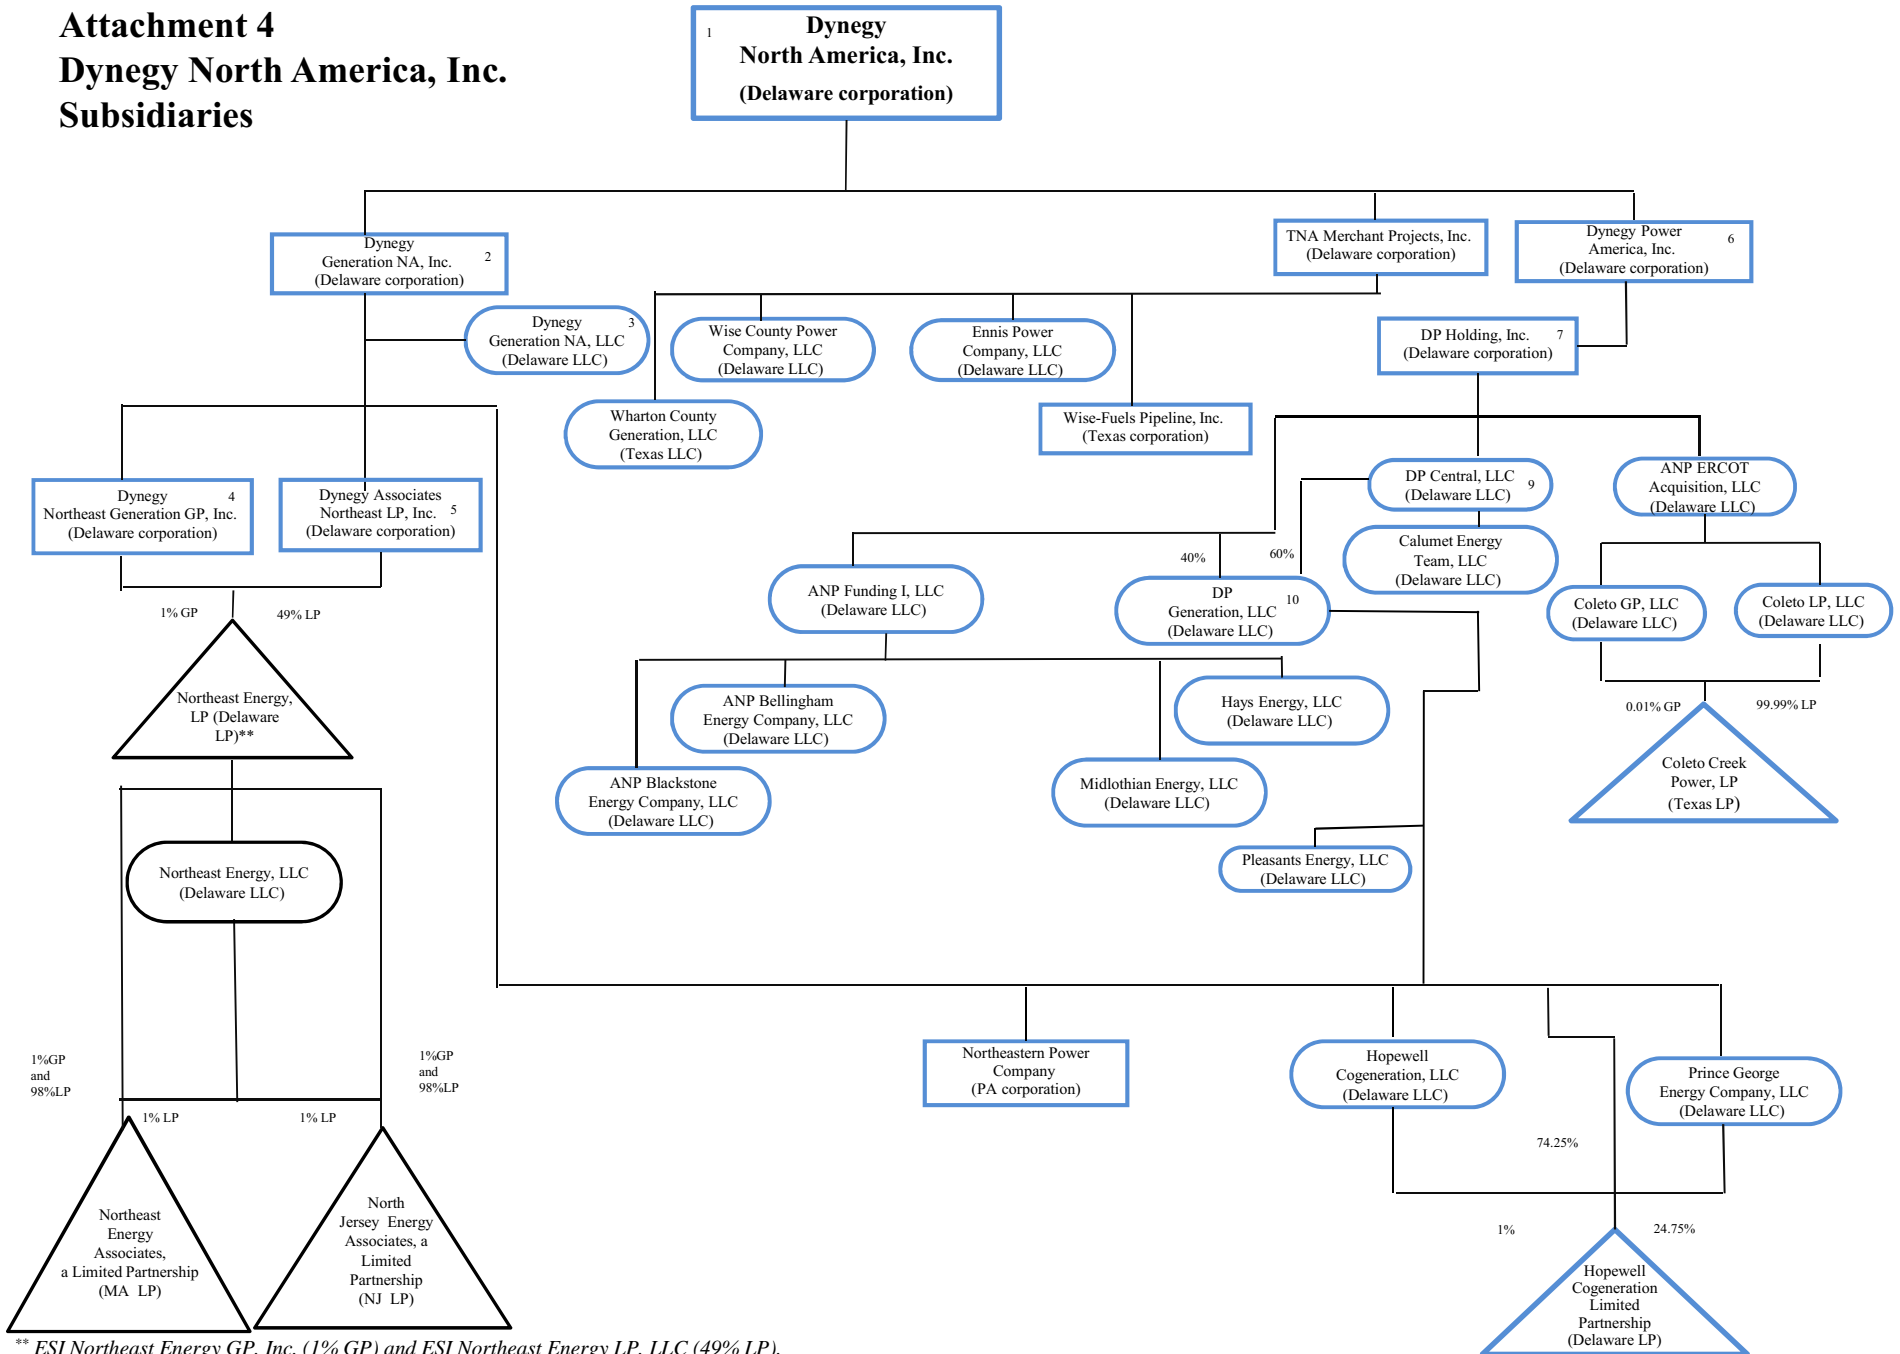 Attachment 4
Dynegy North America, Inc.
Subsidiaries
1
Dynegy
North America, Inc.
(Delaware corporation)
Dynegy
Generation NA, Inc.
(Delaware corporation)
2
TNA Merchant Projects, Inc.
(Delaware corporation)
Dynegy Power
America, Inc.
(Delaware corporation)
6
Dynegy
Generation NA, LLC
(Delaware LLC)
3
Wise County Power
Company, LLC
(Delaware LLC)
Ennis Power
Company, LLC
(Delaware LLC)
DP Holding, Inc.
(Delaware corporation)
7
Wharton County
Generation, LLC
(Texas LLC)
Wise-Fuels Pipeline, Inc.
(Texas corporation)
Dynegy
Northeast Generation GP, Inc.
(Delaware corporation)
4
Dynegy Associates
Northeast LP, Inc.
(Delaware corporation)
5
DP Central, LLC
(Delaware LLC)
9
ANP ERCOT
Acquisition, LLC
(Delaware LLC)
Calumet Energy
Team, LLC
(Delaware LLC)
40%
60%
ANP Funding I, LLC
(Delaware LLC)
DP
Generation, LLC
(Delaware LLC)
10
Coleto GP, LLC
(Delaware LLC)
Coleto LP, LLC
(Delaware LLC)
1% GP
49% LP
Northeast Energy,
LP (Delaware
LP)**
ANP Bellingham
Energy Company, LLC
(Delaware LLC)
Hays Energy, LLC
(Delaware LLC)
0.01% GP
99.99% LP
ANP Blackstone
Energy Company, LLC
(Delaware LLC)
Midlothian Energy, LLC
(Delaware LLC)
Coleto Creek
Power, LP
(Texas LP)
Pleasants Energy, LLC
(Delaware LLC)
Northeast Energy, LLC
(Delaware LLC)
1%GP
and
98%LP
1%GP
and
98%LP
1% LP
1% LP
Northeastern Power
Company
(PA corporation)
Hopewell
Cogeneration, LLC
(Delaware LLC)
Prince George
Energy Company, LLC
(Delaware LLC)
74.25%
1%
24.75%
Northeast
Energy
Associates,
a Limited Partnership
(MA LP)
North
Jersey Energy
Associates, a
Limited
Partnership
(NJ LP)
Hopewell
Cogeneration
Limited
Partnership
(Delaware LP)
** ESI Northeast Energy GP, Inc. (1% GP) and ESI Northeast Energy LP, LLC (49% LP).